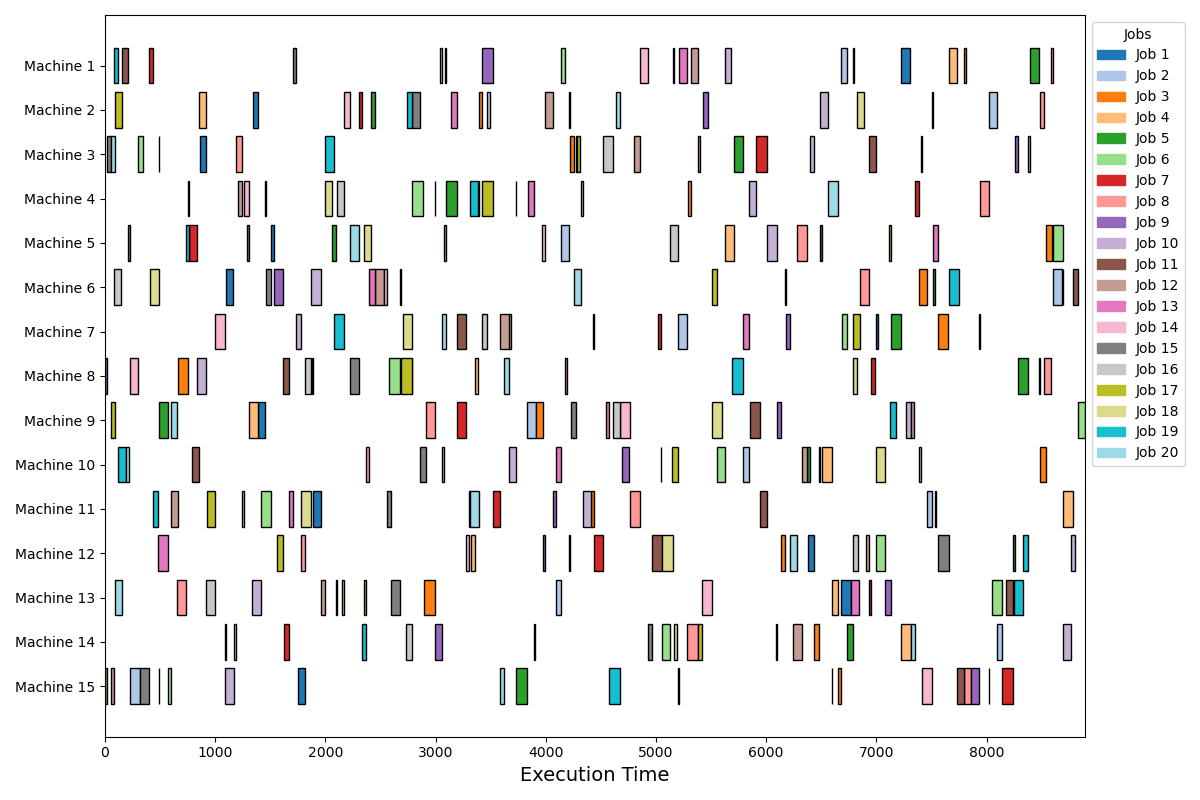 Machine 1
Machine 2
Machine 3
Machine 4
Machine 5
Machine 6
Machine 7
Machine 8
Machine 9
Machine 10
Machine 11
Machine 12
Machine 13
Machine 14
Machine 15
0 1000 2000 3000 4000 5000 6000 7000 8000
Execution Time
Jobs
Job 1
Job 2
Job 3
Job 4
Job 5
Job 6
Job 7
Job 8
Job 9
Job 10
Job 11
Job 12
Job 13
Job 14
Job 15
Job 16
Job 17
Job 18
Job 19
Job 20